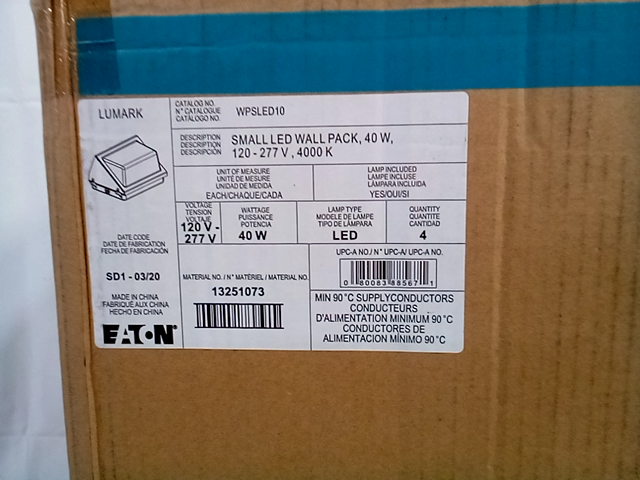 LUMARK
CATALOG NO.
N° CATALOGUE
CATÁLOGO NO.
WPSLED10
DESCRIPTION
DESCRIPTION
DESCRIPCIÓN
SMALL LED WALL PACK, 40 W,
120 - 277 V , 4000 K
UNIT OF MEASURE
UNITÉ DE MESURE
UNIDAD DE MEDIDA
EACH/CHAQUE/CADA
LAMP INCLUDED
LAMPE INCLUSE
LÁMPARA INCLUIDA
YES/OUI/SI
VOLTAGE
TENSION
VOLTAJE
120 V -
277 V
WATTAGE
PUISSANCE
POTENCIA
40 W
LAMP TYPE
MODELE DE LAMPE
TIPO DE LÁMPARA
LED
QUANTITY
QUANTITÉ
CANTIDAD
4
DATE CODE
DATE DE FABRICATION
FECHA DE FABRICACIÓN
SD1 - 03/20
MADE IN CHINA
FABRIQUÉ AUX CHINA
HECHO EN CHINA
EATON
MATERIAL NO. / N° MATÉRIEL / MATERIAL NO.
13251073
UPC-A NO./ N° UPC-A/ UPC-A NO.
0 80083 88567 1
MIN 90°C SUPPLYCONDUCTORS
CONDUCTEURS
D'ALIMENTATION MINIMUM 90°C
CONDUCTORES DE
ALIMENTACION MÍNIMO 90°C